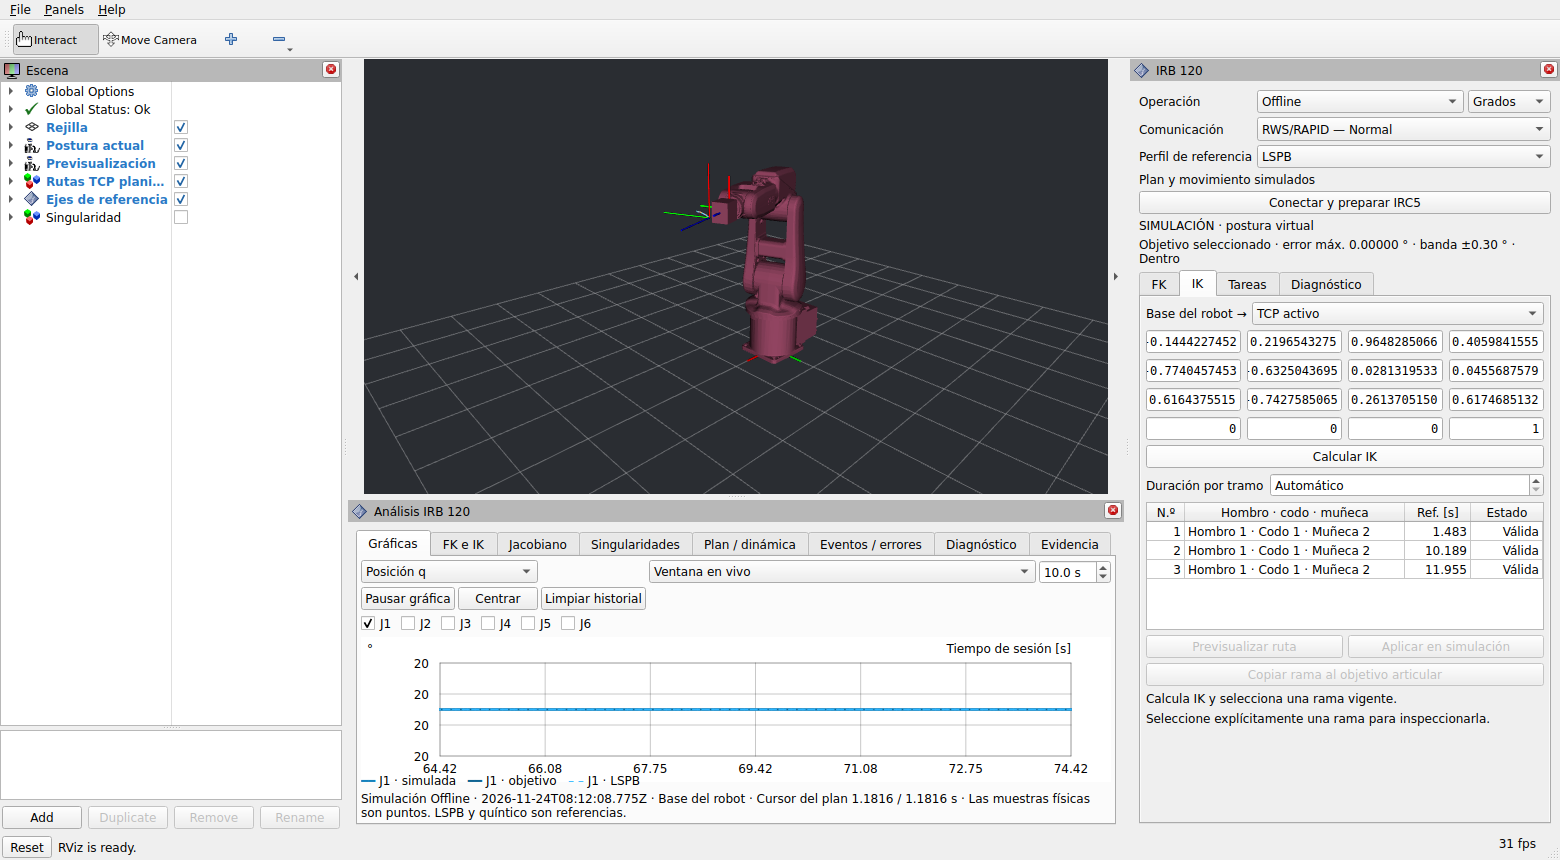 File Panels Help
Interact Move Camera
Escena
Global Options
Global Status: Ok
Rejilla
Postura actual
Previsualización
Rutas TCP plani...
Ejes de referencia
Singularidad
Add Duplicate Remove Rename
Reset RViz is ready.
Análisis IRB 120
Gráficas FK e IK Jacobiano Singularidades Plan / dinámica Eventos / errores Diagnóstico Evidencia
Posición q Ventana en vivo 10.0 s
Pausar gráfica Centrar Limpiar historial
J1 J2 J3 J4 J5 J6
° Tiempo de sesión [s]
20
20
20
20
64.42 66.08 67.75 69.42 71.08 72.75 74.42
J1 · simulada J1 · objetivo J1 · LSPB
Simulación Offline · 2026-11-24T08:12:08.775Z · Base del robot · Cursor del plan 1.1816 / 1.1816 s · Las muestras físicas
son puntos. LSPB y quíntico son referencias.
IRB 120
Operación Offline Grados
Comunicación RWS/RAPID — Normal
Perfil de referencia LSPB
Plan y movimiento simulados
Conectar y preparar IRC5
SIMULACIÓN · postura virtual
Objetivo seleccionado · error máx. 0.00000 ° · banda ±0.30 ° ·
Dentro
FK IK Tareas Diagnóstico
Base del robot → TCP activo
-0.1444227452 0.2196543275 0.9648285066 0.4059841555
-0.7740457453 -0.6325043695 0.0281319533 0.0455687579
0.6164375515 -0.7427585065 0.2613705150 0.6174685132
0 0 0 1
Calcular IK
Duración por tramo Automático
N.º Hombro · codo · muñeca Ref. [s] Estado
1 Hombro 1 · Codo 1 · Muñeca 2 1.483 Válida
2 Hombro 1 · Codo 1 · Muñeca 2 10.189 Válida
3 Hombro 1 · Codo 1 · Muñeca 2 11.955 Válida
Previsualizar ruta Aplicar en simulación
Copiar rama al objetivo articular
Calcula IK y selecciona una rama vigente.
Seleccione explícitamente una rama para inspeccionarla.
31 fps